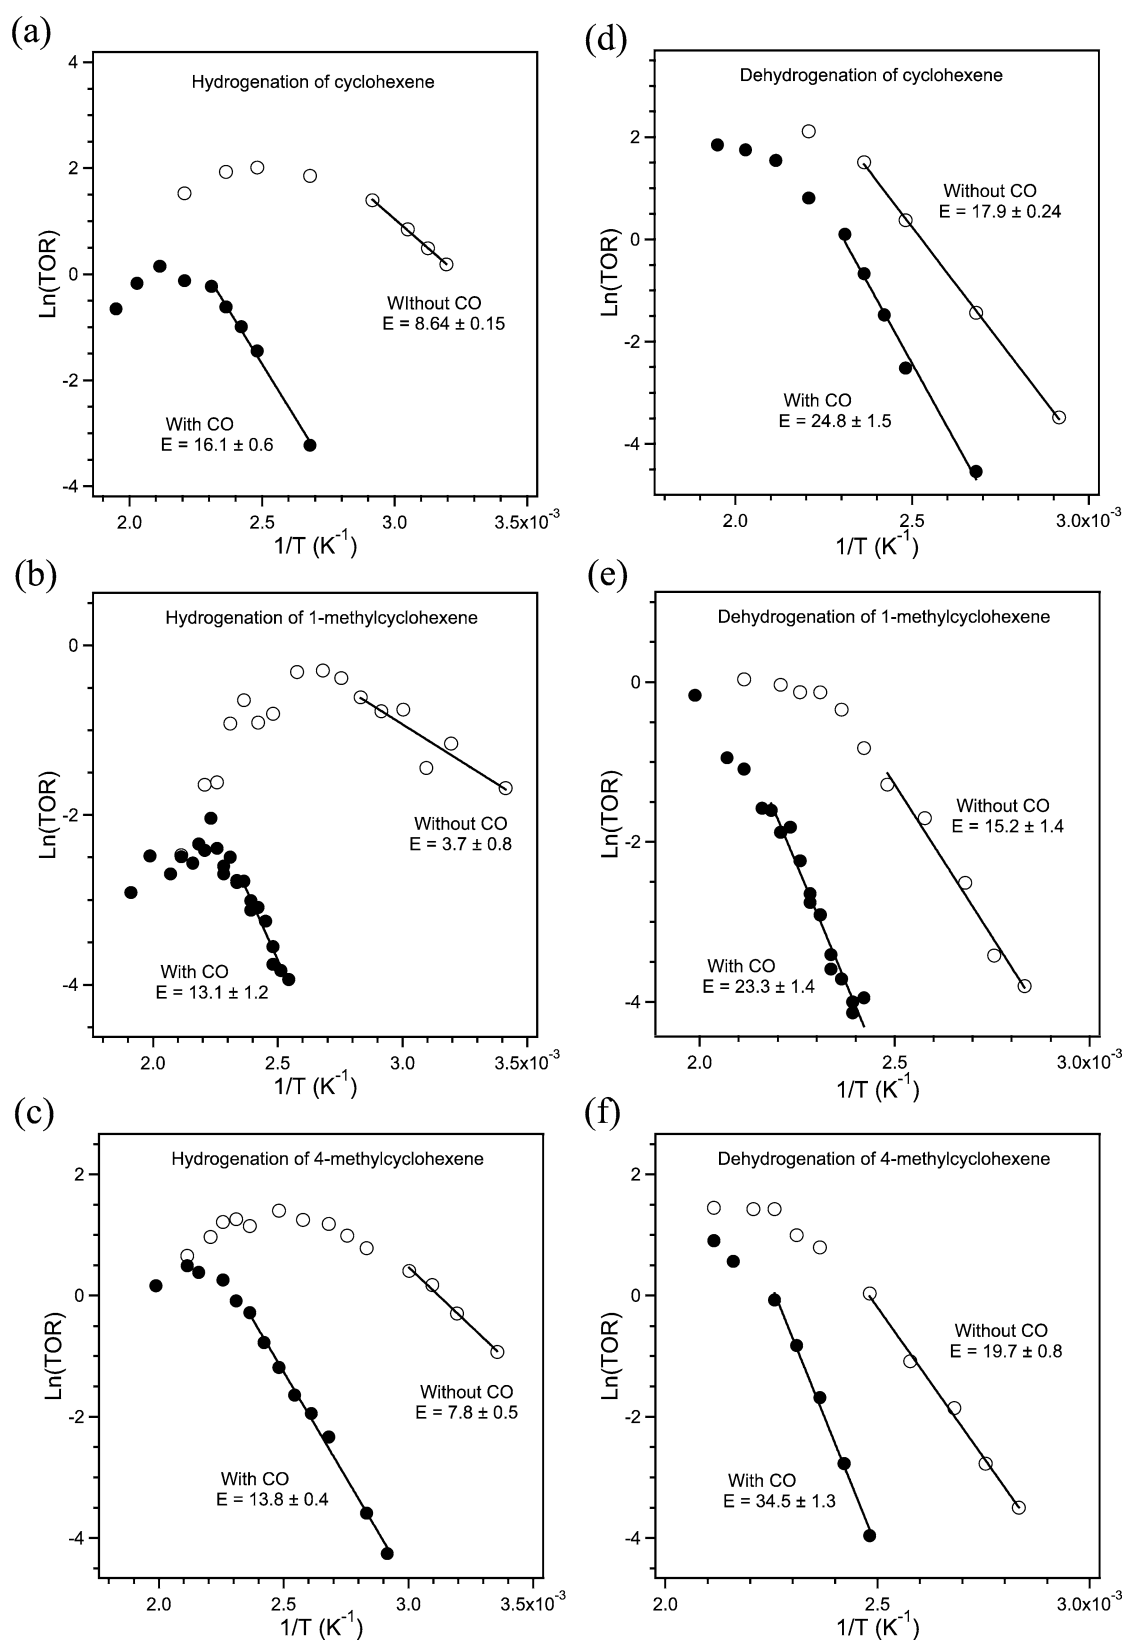 (a)
Hydrogenation of cyclohexene
4
2
0
-2
-4
Ln(TOR)
WIthout CO
E = 8.64 ± 0.15
With CO
E = 16.1 ± 0.6
2.0 2.5 3.0 3.5x10⁻³
1/T (K⁻¹)
(d)
Dehydrogenation of cyclohexene
2
0
-2
-4
Ln(TOR)
Without CO
E = 17.9 ± 0.24
With CO
E = 24.8 ± 1.5
2.0 2.5 3.0x10⁻³
1/T (K⁻¹)
(b)
Hydrogenation of 1-methylcyclohexene
0
-2
-4
Ln(TOR)
Without CO
E = 3.7 ± 0.8
With CO
E = 13.1 ± 1.2
2.0 2.5 3.0 3.5x10⁻³
1/T (K⁻¹)
(e)
Dehydrogenation of 1-methylcyclohexene
0
-2
-4
Ln(TOR)
Without CO
E = 15.2 ± 1.4
With CO
E = 23.3 ± 1.4
2.0 2.5 3.0x10⁻³
1/T (K⁻¹)
(c)
Hydrogenation of 4-methylcyclohexene
2
0
-2
-4
Ln(TOR)
Without CO
E = 7.8 ± 0.5
With CO
E = 13.8 ± 0.4
2.0 2.5 3.0 3.5x10⁻³
1/T (K⁻¹)
(f)
Dehydrogenation of 4-methylcyclohexene
2
0
-2
-4
Ln(TOR)
Without CO
E = 19.7 ± 0.8
With CO
E = 34.5 ± 1.3
2.0 2.5 3.0x10⁻³
1/T (K⁻¹)